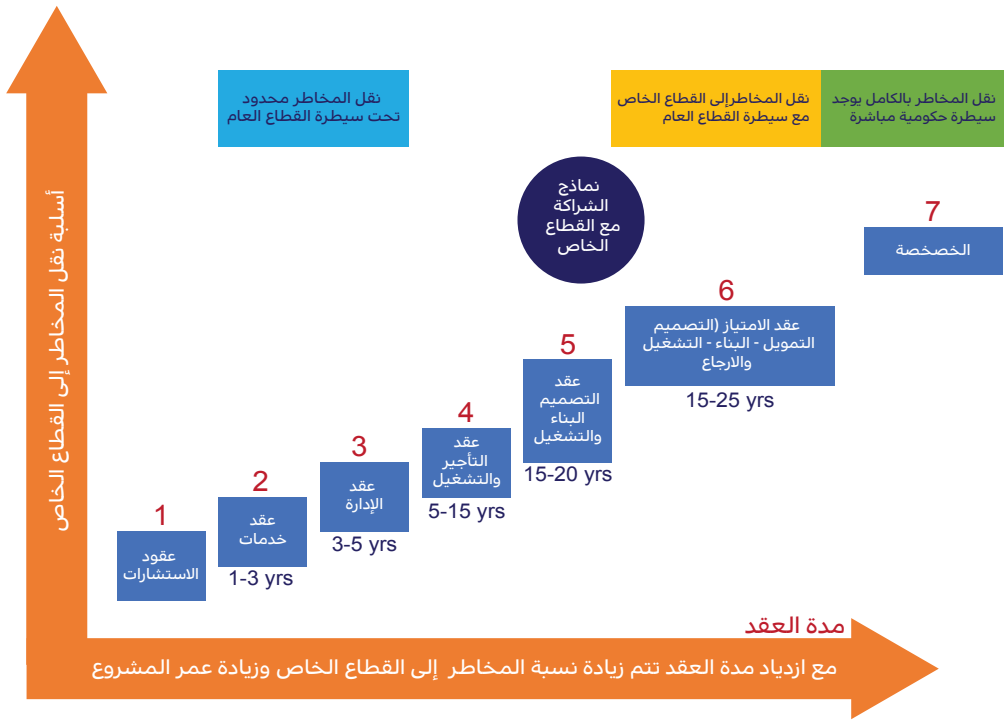 نقل المخاطر محدود
تحت سيطرة القطاع العام
نقل المخاطرإلى القطاع الخاص
مع سيطرة القطاع العام
نقل المخاطر بالكامل يوجد
سيطرة حكومية مباشرة
نماذج
الشراكة
مع القطاع
الخاص
أسلبة نقل المخاطر إلى القطاع الخاص
1
عقود
الاستشارات
2
عقد
خدمات
1-3 yrs
3
عقد
الإدارة
3-5 yrs
4
عقد
التأجير
والتشغيل
5-15 yrs
5
عقد
التصميم
البناء
والتشغيل
15-20 yrs
6
عقد الامتياز (التصميم
التمويل - البناء - التشغيل
والارجاع
15-25 yrs
7
الخصخصة
مدة العقد
مع ازدياد مدة العقد تتم زيادة نسبة المخاطر إلى القطاع الخاص وزيادة عمر المشروع